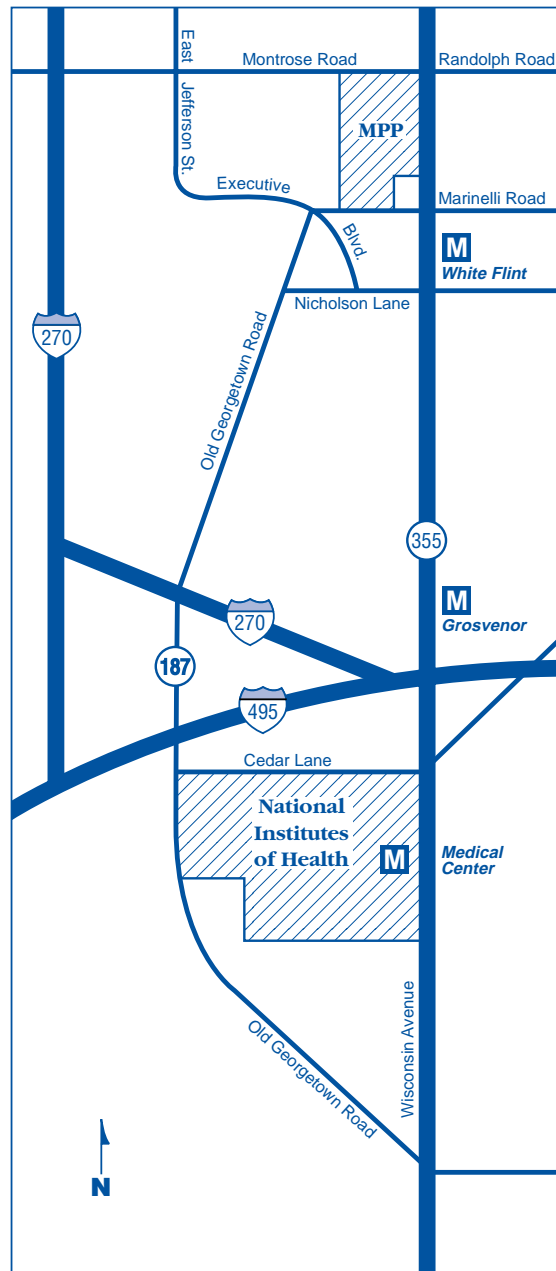 East
Jefferson St.
Montrose Road
Randolph Road
MPP
Executive
Blvd.
Marinelli Road
M
White Flint
Nicholson Lane
270
Old Georgetown Road
355
M
Grosvenor
270
187
495
Cedar Lane
National
Institutes
of Health
M
Medical
Center
Wisconsin Avenue
Old Georgetown Road
N